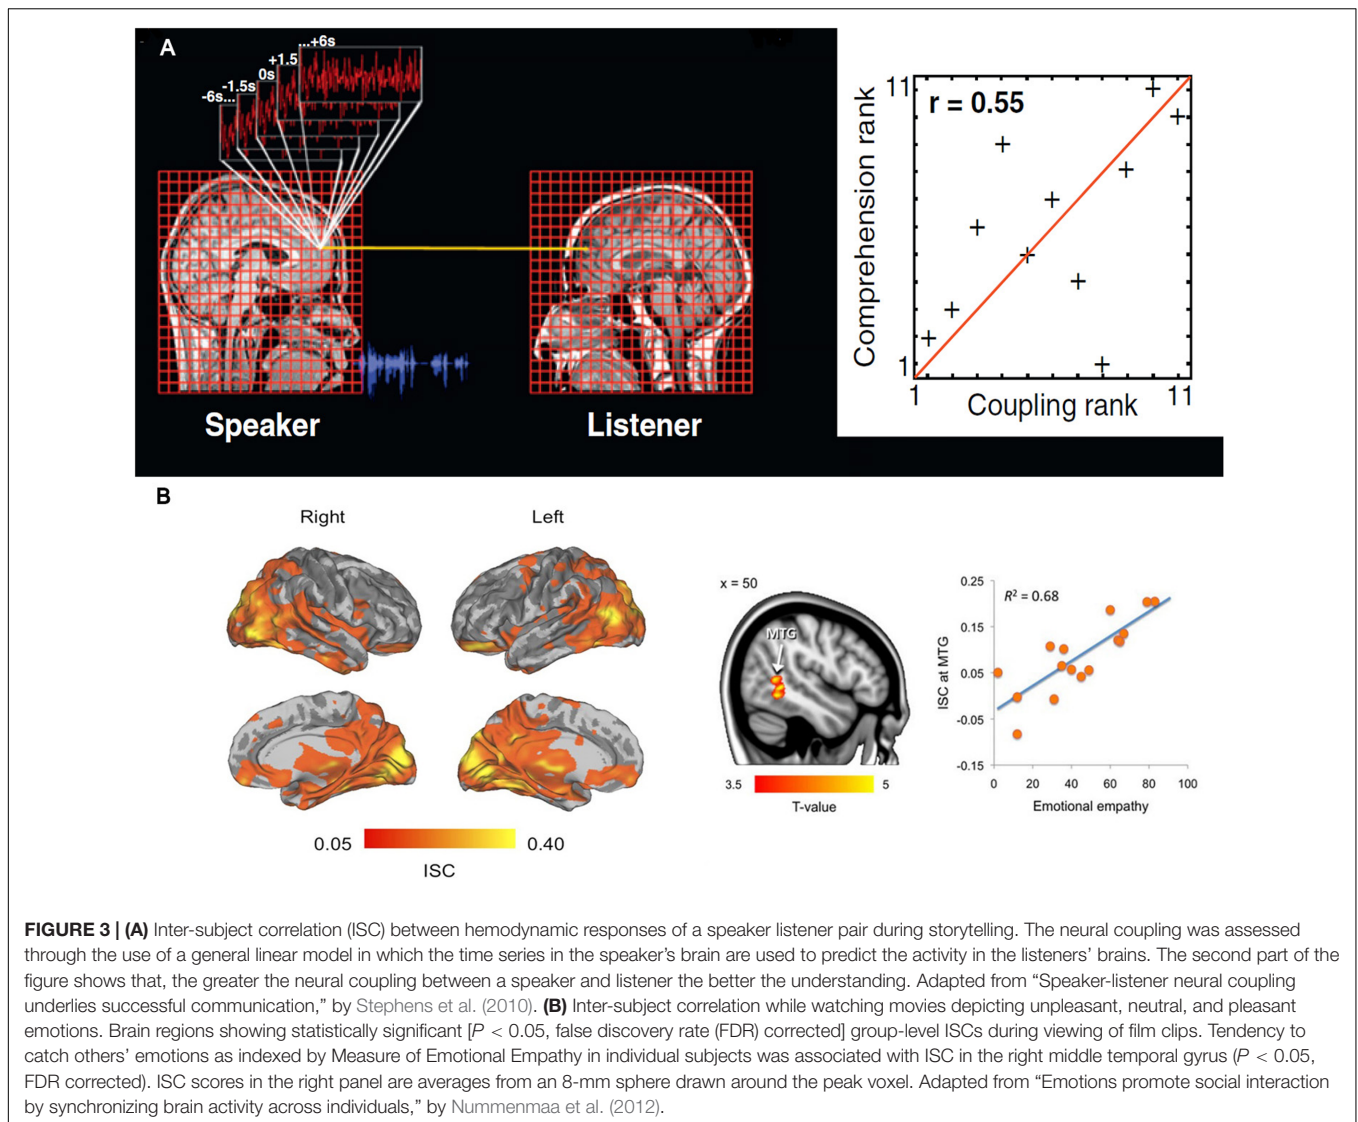 A
...+6s
+1.5
0s
-1.5s
-6s...
Speaker
Listener
11
r = 0.55
Comprehension rank
1
1
11
Coupling rank
B
Right
Left
0.05
0.40
ISC
x = 50
MTG
3.5
5
T-value
0.25
R² = 0.68
0.15
0.05
-0.05
-0.15
ISC at MTG
0
20
40
60
80
100
Emotional empathy
FIGURE 3 | (A) Inter-subject correlation (ISC) between hemodynamic responses of a speaker listener pair during storytelling. The neural coupling was assessed
through the use of a general linear model in which the time series in the speaker's brain are used to predict the activity in the listeners' brains. The second part of the
figure shows that, the greater the neural coupling between a speaker and listener the better the understanding. Adapted from “Speaker-listener neural coupling
underlies successful communication,” by Stephens et al. (2010). (B) Inter-subject correlation while watching movies depicting unpleasant, neutral, and pleasant
emotions. Brain regions showing statistically significant [P < 0.05, false discovery rate (FDR) corrected] group-level ISCs during viewing of film clips. Tendency to
catch others' emotions as indexed by Measure of Emotional Empathy in individual subjects was associated with ISC in the right middle temporal gyrus (P < 0.05,
FDR corrected). ISC scores in the right panel are averages from an 8-mm sphere drawn around the peak voxel. Adapted from “Emotions promote social interaction
by synchronizing brain activity across individuals,” by Nummenmaa et al. (2012).